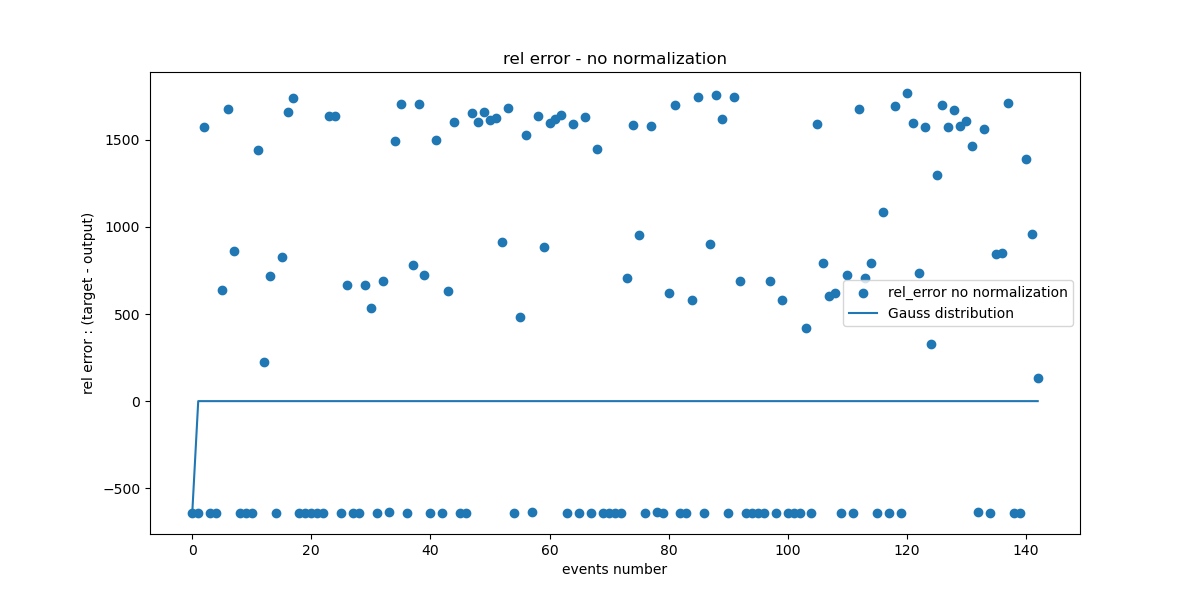 rel error - no normalization
rel error : (target - output)
1500
1000
500
0
−500
rel_error no normalization
Gauss distribution
0 20 40 60 80 100 120 140
events number